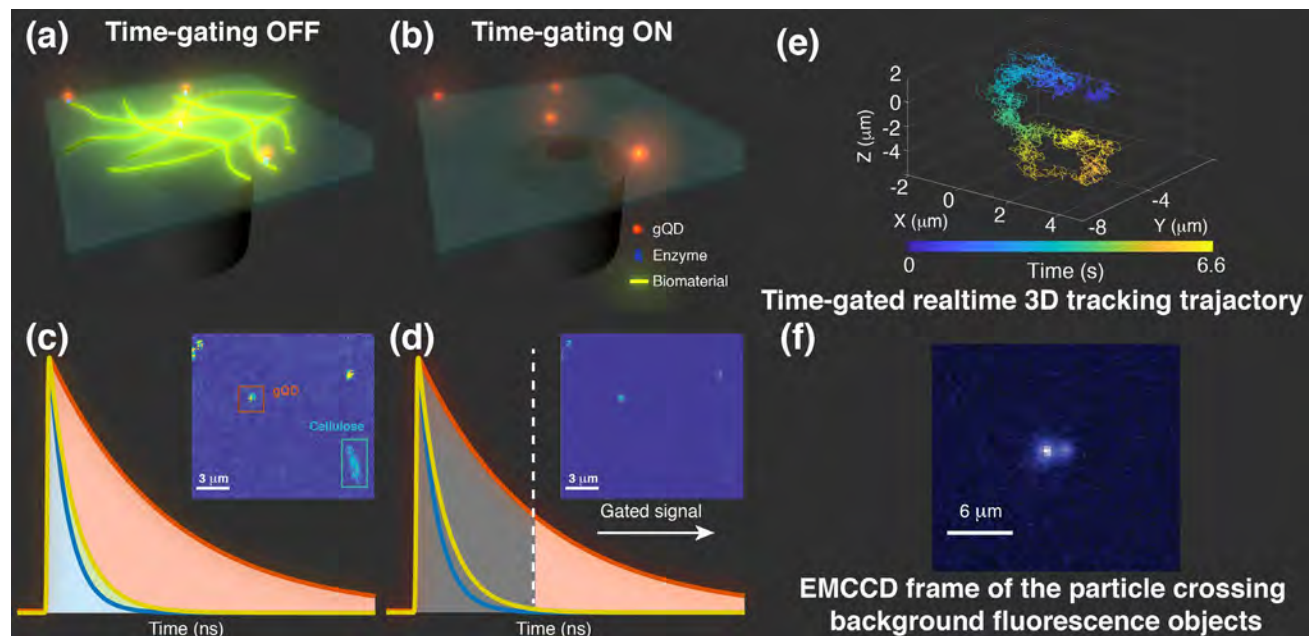 (a) Time-gating OFF
(b) Time-gating ON
gQD
Enzyme
Biomaterial
(c)
gQD
Cellulose
3 μm
Time (ns)
(d)
3 μm
Gated signal
Time (ns)
(e)
2
0
-2
-4
Z (μm)
-2
0
2
4
X (μm)
-8
-4
Y (μm)
0
6.6
Time (s)
Time-gated realtime 3D tracking trajactory
(f)
6 μm
EMCCD frame of the particle crossing
background fluorescence objects